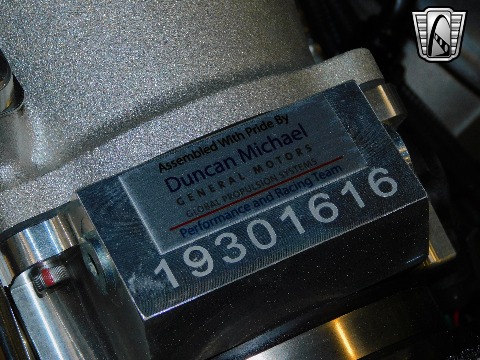 Assembled With Pride By
Duncan Michael
GENERAL MOTORS
GLOBAL PROPULSION SYSTEMS
Performance and Racing Team
19301616